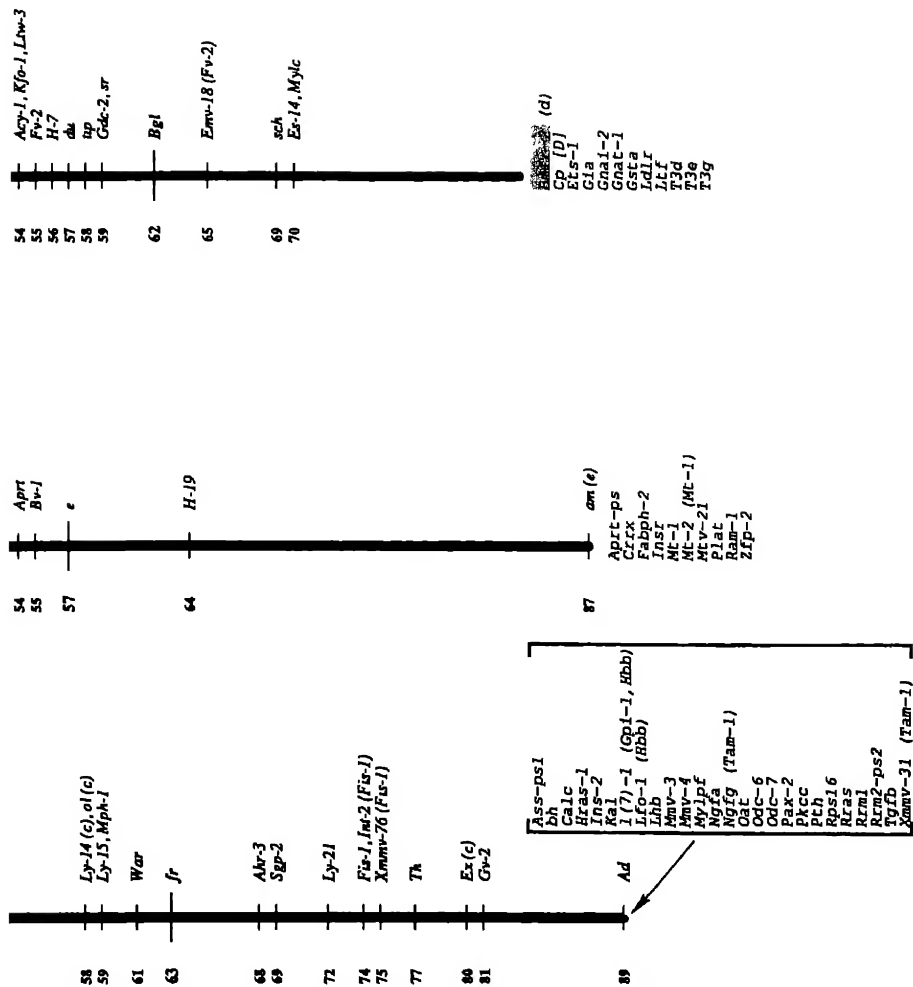 58 Ly-14 (c), ol (c)
59 Ly-15, Mph-1
61 War
63 fr
68 Ahr-3
69 Sgp-2
72 Ly-21
74 Fis-1, Int-2 (Fis-1)
75 Xmmv-76 (Fis-1)
77 Th
80 Ex (c)
81 Gv-2
89 Ad
Ass-ps1
bh
Calc
Hras-1
Ins-2
Kal
l(7)-1 (Gpi-1, Hbb)
Lfo-1 (Hbb)
Lhb
Mmv-3
Mmv-4
Mylpf
Ngfa
Ngfg (Tam-1)
Oat
Odc-6
Odc-7
Pax-2
Pkcc
Pth
Rps16
Rras
Rrm1
Rrm2-ps2
Tgfb
Xmmv-31 (Tam-1)
54 Aprt
55 Bv-1
57 e
64 H-19
87 am (e)
Aprt-ps
Crrx
Fabph-2
Insr
Mt-1
Mt-2 (Mt-1)
Mtv-21
Plat
Ram-1
Zfp-2
54 Acy-1, Kfo-1, Ltw-3
55 Fv-2
56 H-7
57 du
58 up
59 Gdc-2, sr
62 Bgl
65 Emv-18 (Fv-2)
69 sch
70 Es-14, Mylc
(d)
Cp [D]
Ets-1
Gia
Gnai-2
Gnat-1
Gsta
Ldlr
Ltf
T3d
T3e
T3g